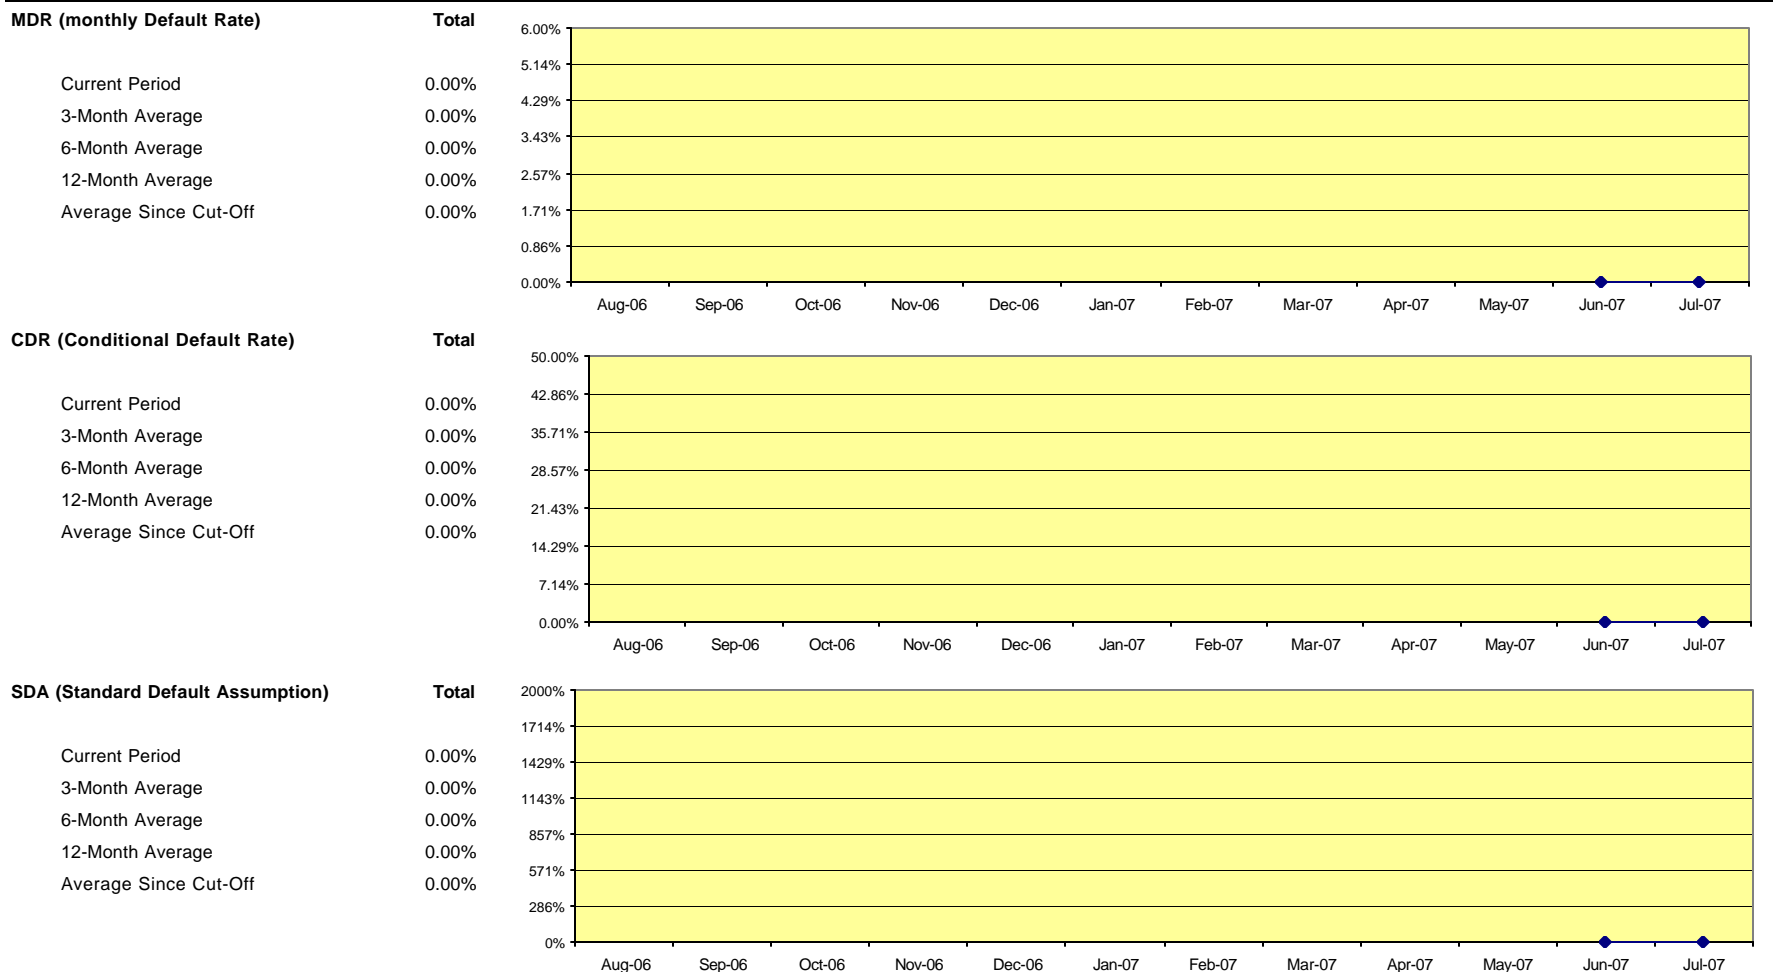 MDR (monthly Default Rate) Total
Current Period 0.00%
3-Month Average 0.00%
6-Month Average 0.00%
12-Month Average 0.00%
Average Since Cut-Off 0.00%
6.00%
5.14%
4.29%
3.43%
2.57%
1.71%
0.86%
0.00%
Aug-06 Sep-06 Oct-06 Nov-06 Dec-06 Jan-07 Feb-07 Mar-07 Apr-07 May-07 Jun-07 Jul-07
CDR (Conditional Default Rate) Total
Current Period 0.00%
3-Month Average 0.00%
6-Month Average 0.00%
12-Month Average 0.00%
Average Since Cut-Off 0.00%
50.00%
42.86%
35.71%
28.57%
21.43%
14.29%
7.14%
0.00%
Aug-06 Sep-06 Oct-06 Nov-06 Dec-06 Jan-07 Feb-07 Mar-07 Apr-07 May-07 Jun-07 Jul-07
SDA (Standard Default Assumption) Total
Current Period 0.00%
3-Month Average 0.00%
6-Month Average 0.00%
12-Month Average 0.00%
Average Since Cut-Off 0.00%
2000%
1714%
1429%
1143%
857%
571%
286%
0%
Aug-06 Sep-06 Oct-06 Nov-06 Dec-06 Jan-07 Feb-07 Mar-07 Apr-07 May-07 Jun-07 Jul-07